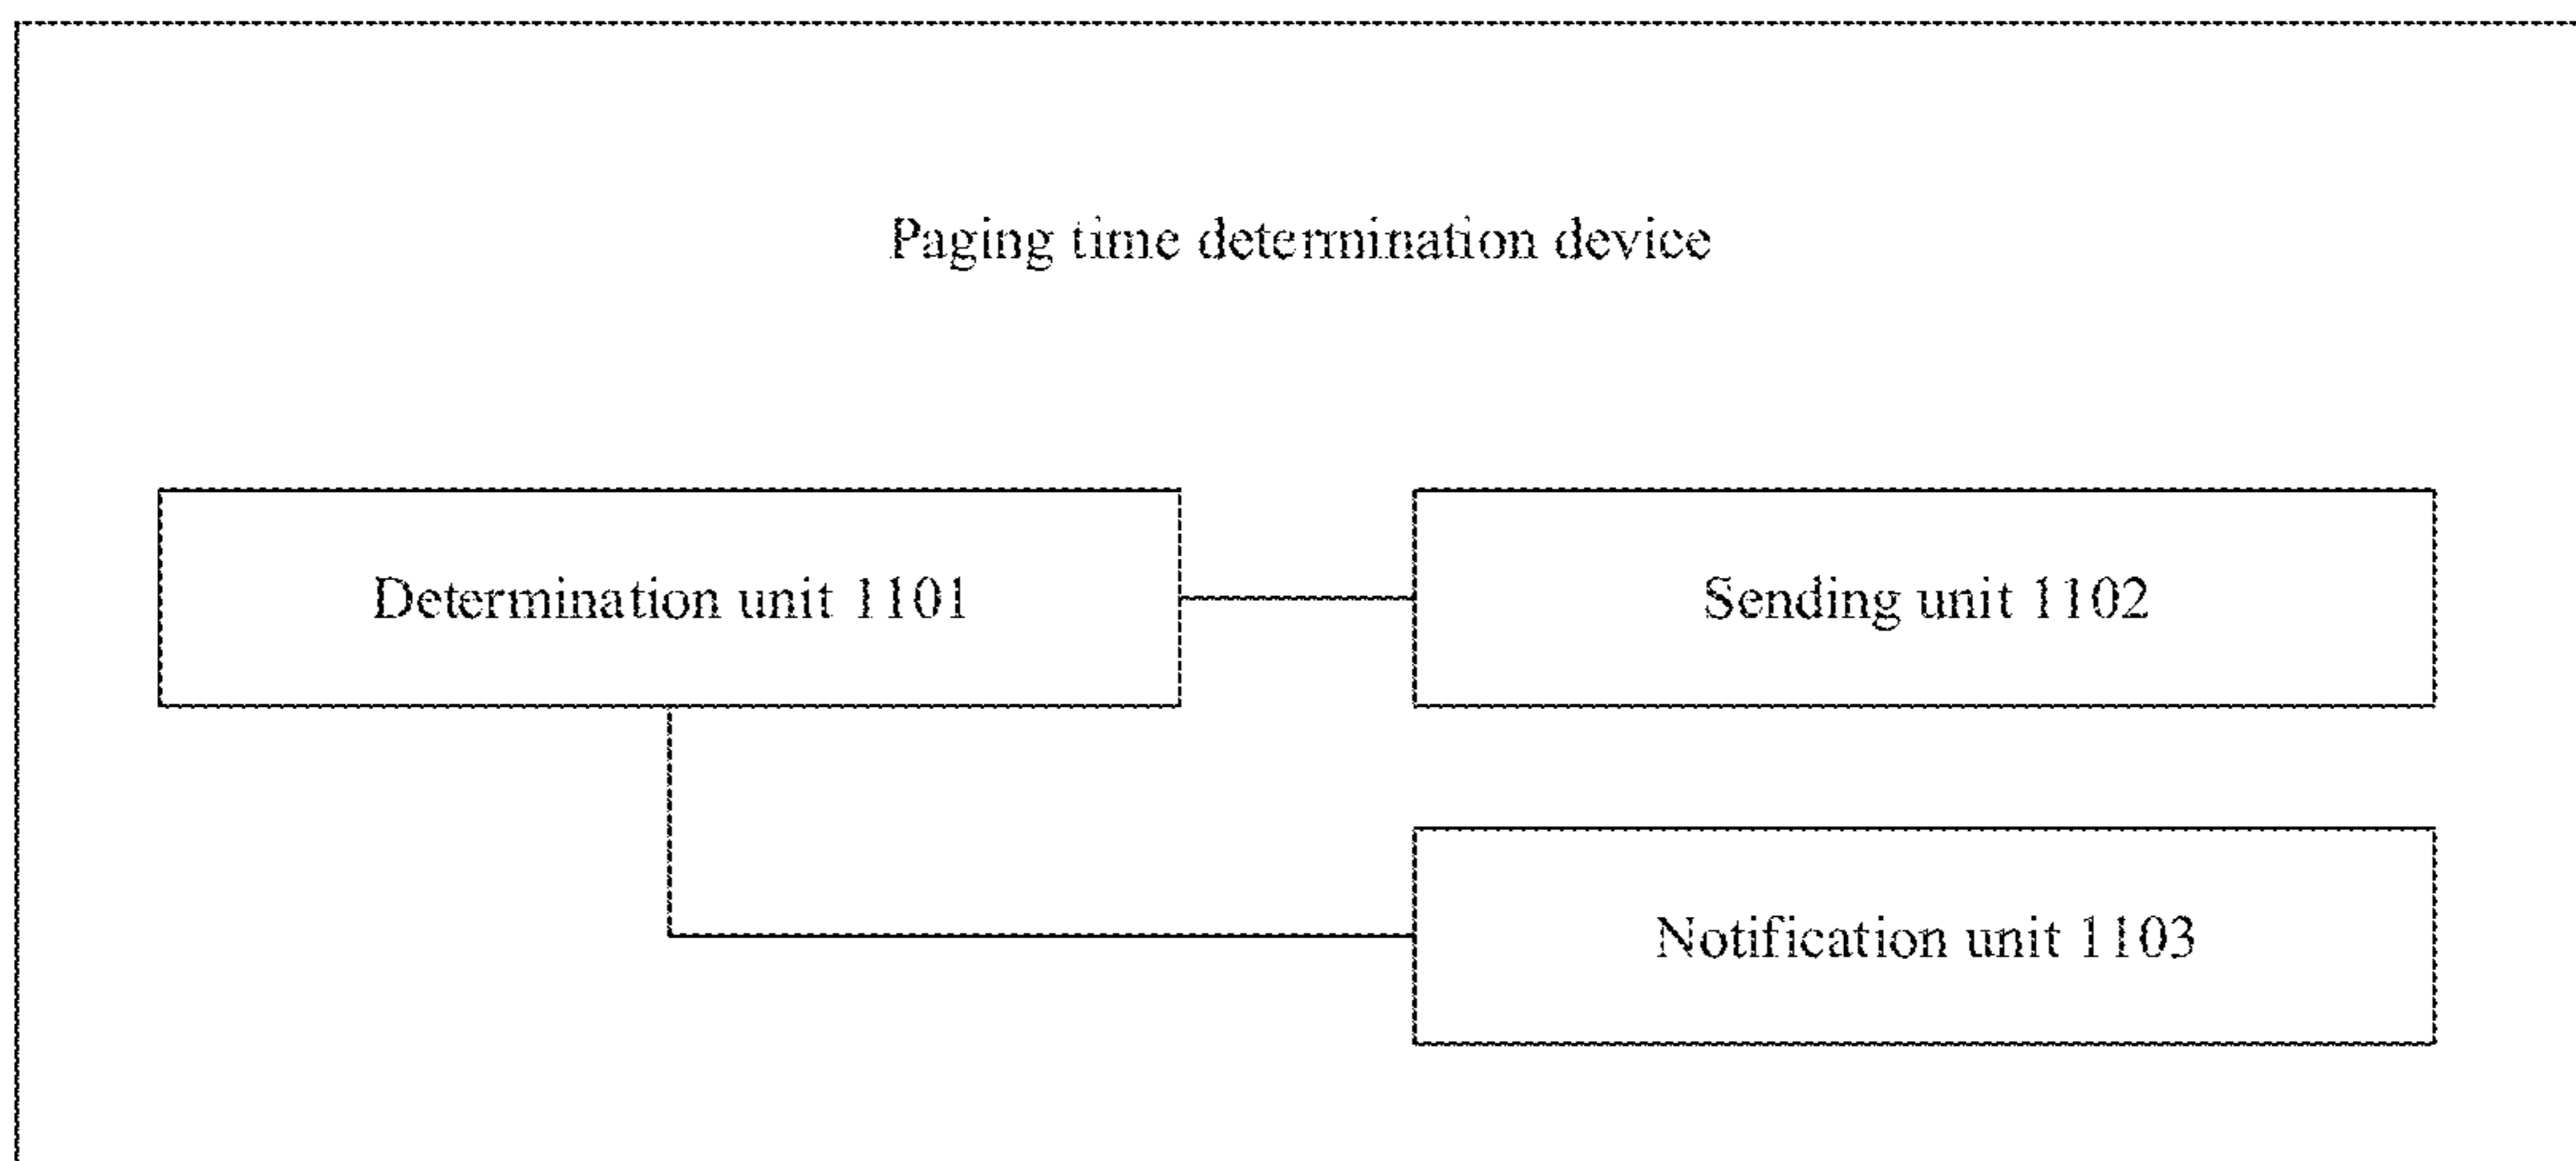 Paging time determination device
Determination unit 1101
Sending unit 1102
Notification unit 1103